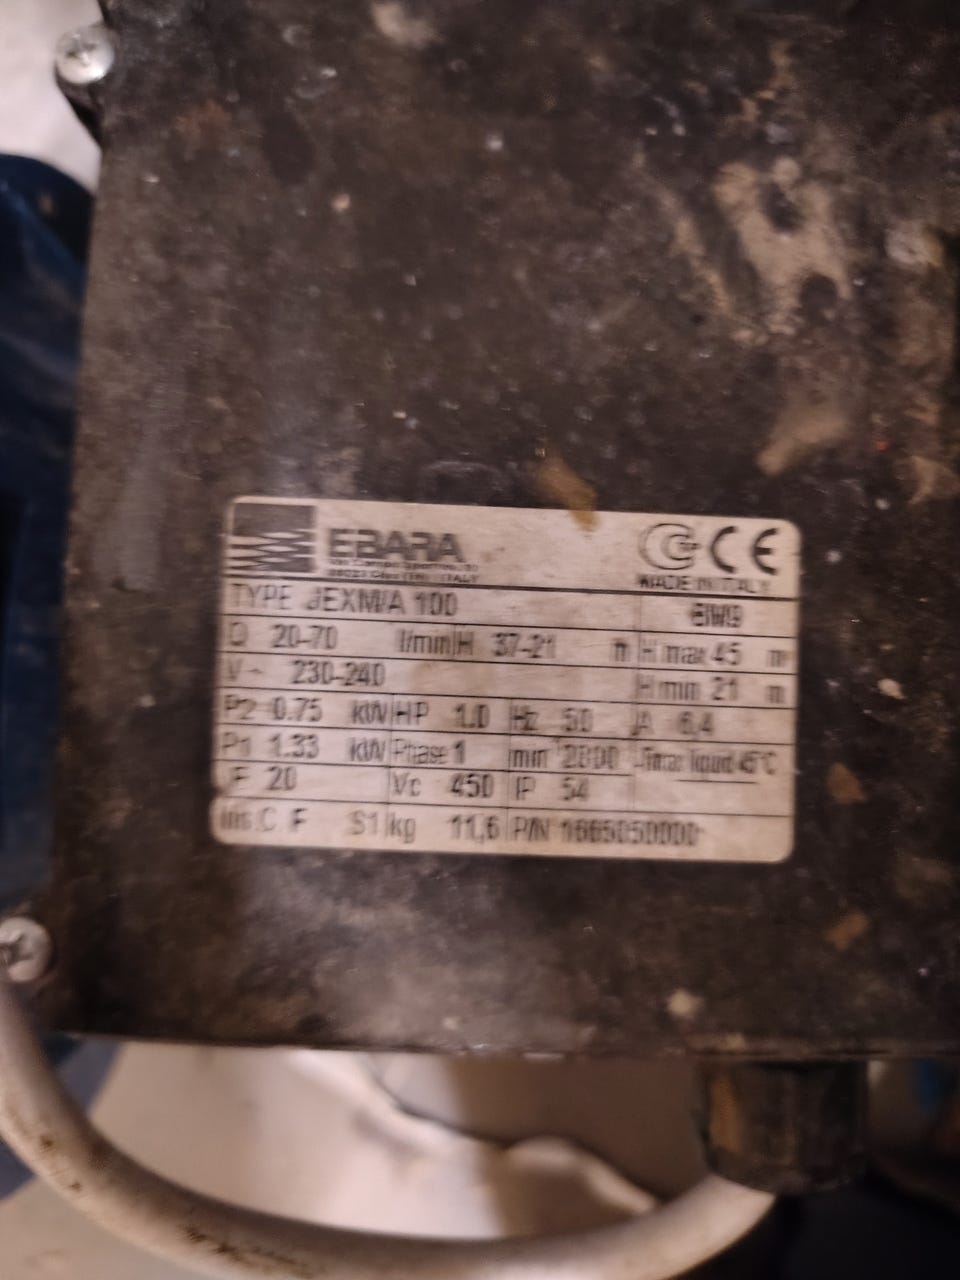 EBARA
CE
MADE IN ITALY
TYPE JEXM/A 100
Q 20-70 l/min H 37-21 m H max 45 m
V~ 230-240 H min 21 m
P2 0.75 kW HP 1.0 Hz 50 A 6,4
P1 1.33 kW Phase 1 min 2800 Tmax liquid 45°C
µF 20 Vc 450 IP 54
Ins.C F S1 kg 11,6 P/N 1665050000